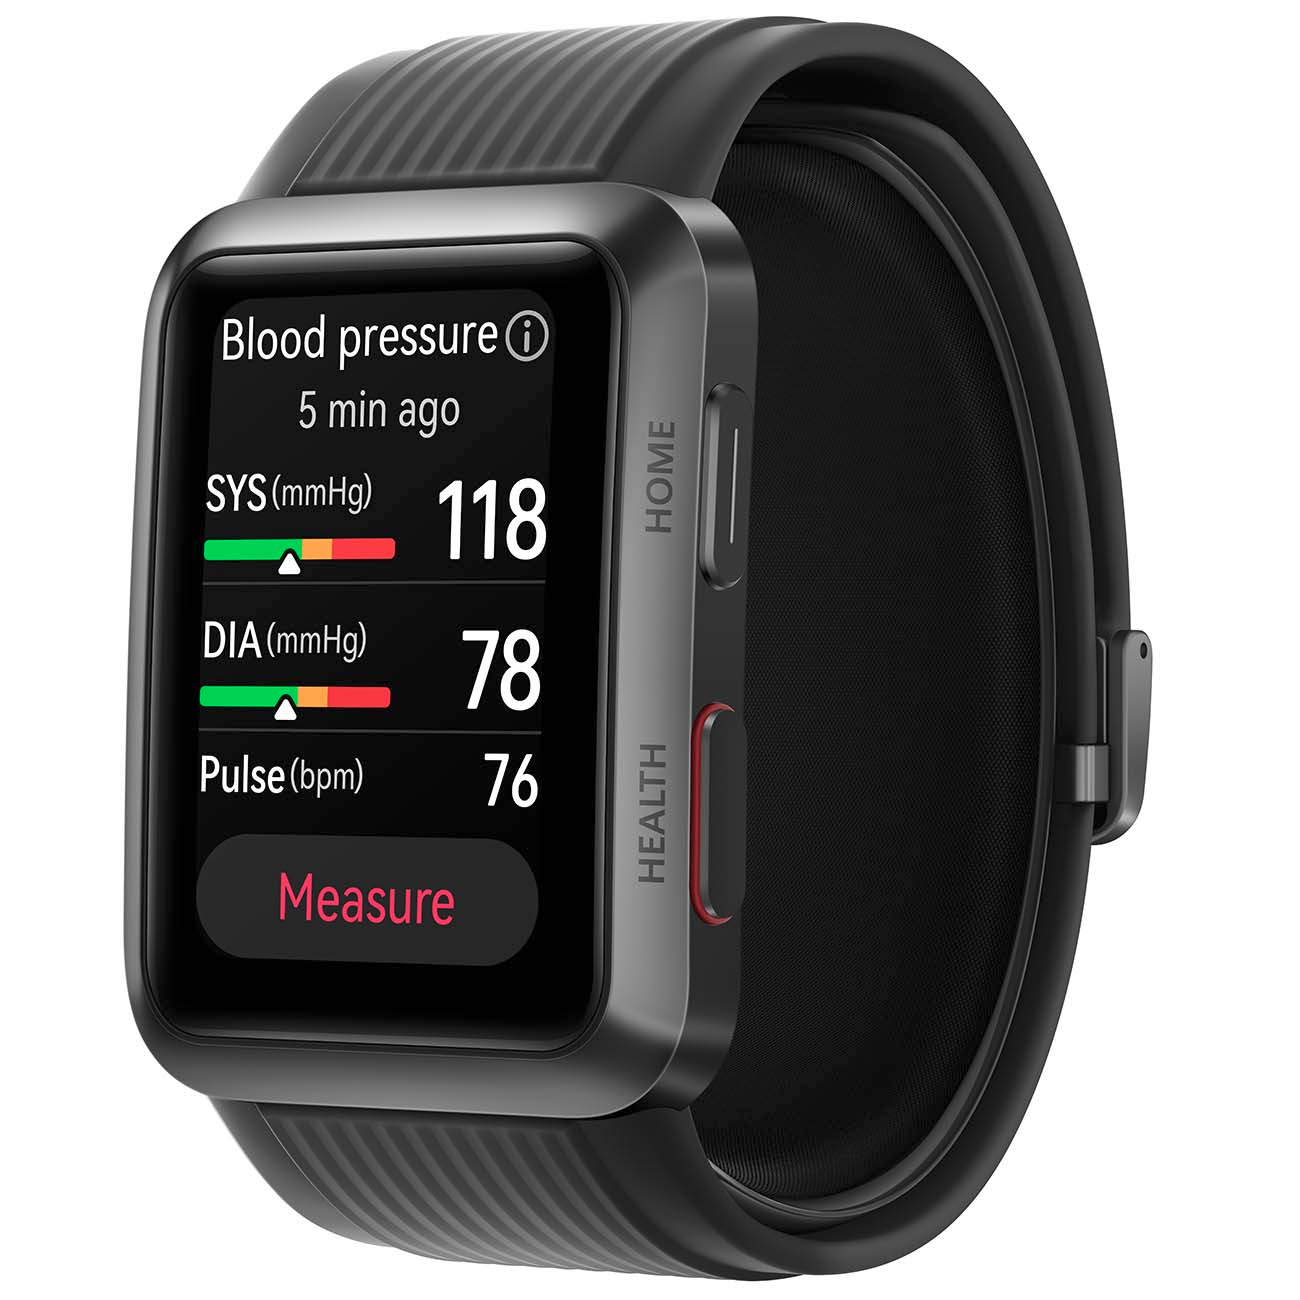 Blood pressure
5 min ago
SYS (mmHg) 118
DIA (mmHg) 78
Pulse (bpm) 76
Measure
HOME
HEALTH